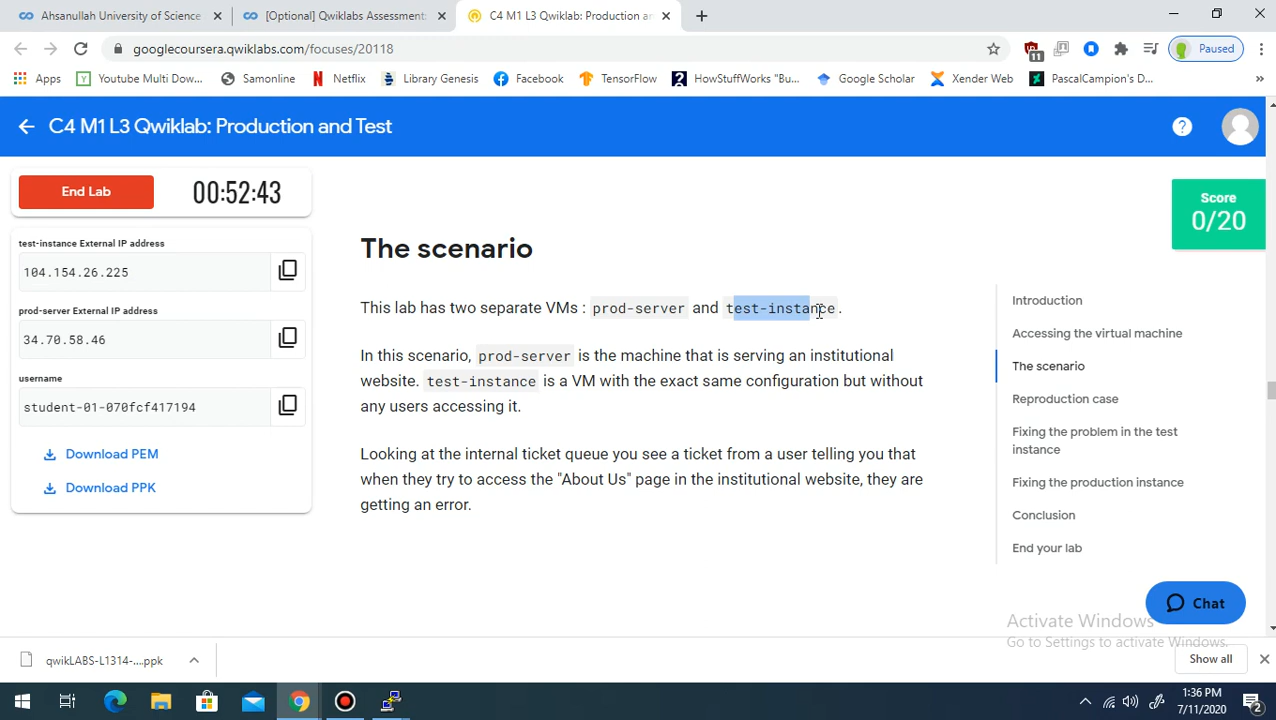 Ahsanullah University of Science
[Optional] Qwiklabs Assessment:
C4 M1 L3 Qwiklab: Production an
googlecoursera.qwiklabs.com/focuses/20118
11
Paused
Apps
Youtube Multi Dow...
Samonline
Netflix
Library Genesis
Facebook
TensorFlow
HowStuffWorks "Bu...
Google Scholar
Xender Web
PascalCampion's D...
»
C4 M1 L3 Qwiklab: Production and Test
End Lab
00:52:43
Score
0/20
test-instance External IP address
104.154.26.225
prod-server External IP address
34.70.58.46
username
student-01-070fcf417194
Download PEM
Download PPK
The scenario
This lab has two separate VMs : prod-server and test-instance.
In this scenario, prod-server is the machine that is serving an institutional
website. test-instance is a VM with the exact same configuration but without
any users accessing it.
Looking at the internal ticket queue you see a ticket from a user telling you that
when they try to access the "About Us" page in the institutional website, they are
getting an error.
Introduction
Accessing the virtual machine
The scenario
Reproduction case
Fixing the problem in the test
instance
Fixing the production instance
Conclusion
End your lab
Chat
Activate Windows
Go to Settings to activate Windows.
qwikLABS-L1314-....ppk
Show all
1:36 PM
7/11/2020
2